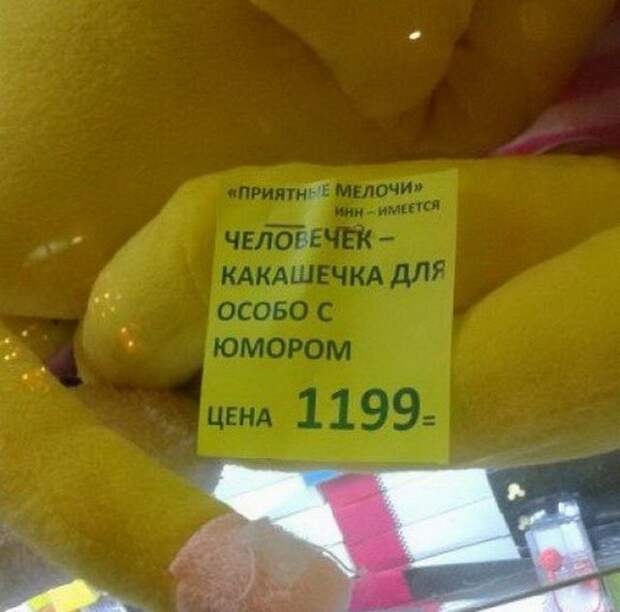 «ПРИЯТНЫЕ МЕЛОЧИ»
ИНН – ИМЕЕТСЯ
ЧЕЛОВЕЧЕК –
КАКАШЕЧКА ДЛЯ
ОСОБО С
ЮМОРОМ
ЦЕНА 1199=